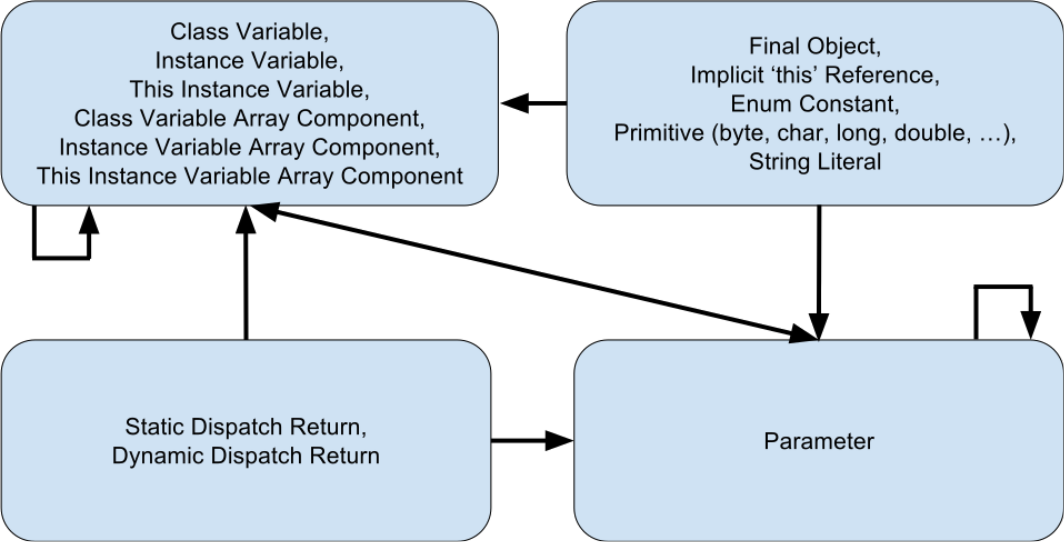 Class Variable,
Instance Variable,
This Instance Variable,
Class Variable Array Component,
Instance Variable Array Component,
This Instance Variable Array Component
Final Object,
Implicit ‘this’ Reference,
Enum Constant,
Primitive (byte, char, long, double, …),
String Literal
Static Dispatch Return,
Dynamic Dispatch Return
Parameter